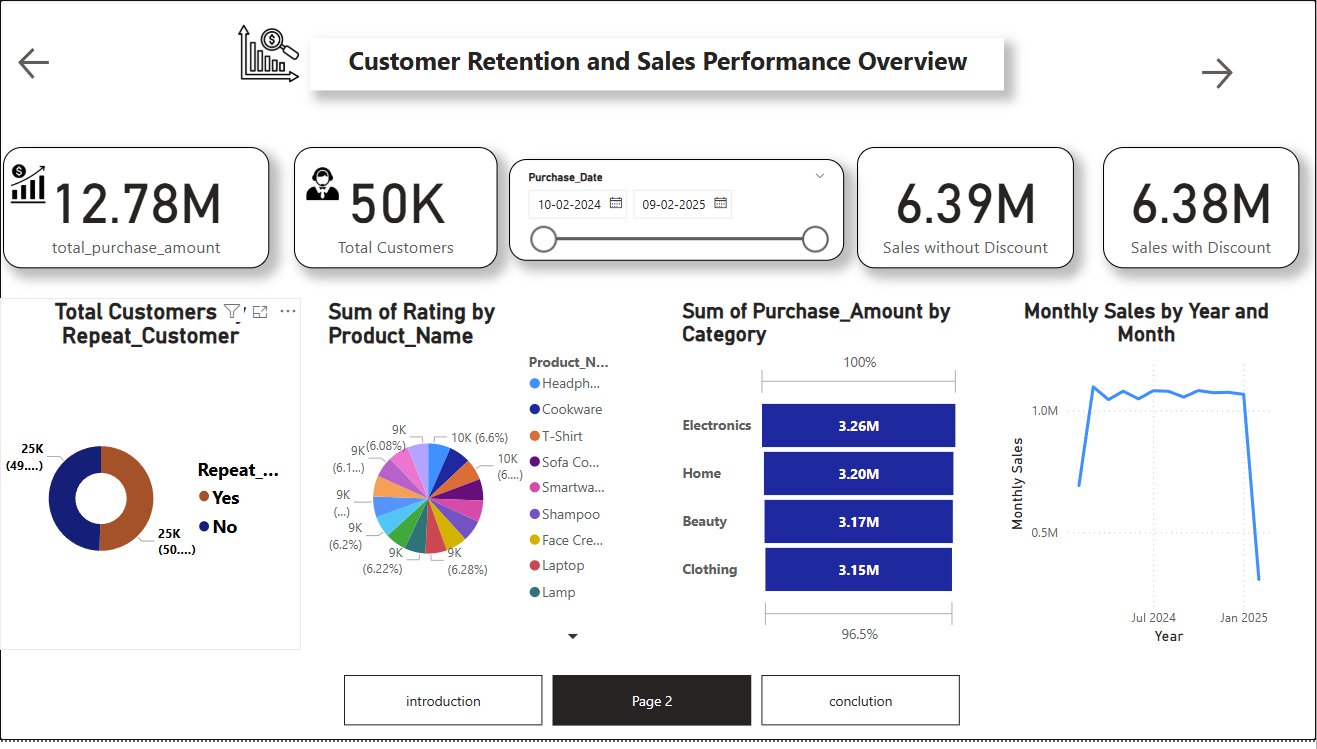 Customer Retention and Sales Performance Overview
12.78M
total_purchase_amount
50K
Total Customers
Purchase_Date
10-02-2024
09-02-2025
6.39M
Sales without Discount
6.38M
Sales with Discount
Total Customers
Repeat_Customer
25K
(49....)
25K
(50....)
Repeat_...
Yes
No
Sum of Rating by
Product_Name
9K
(6.08%)
10K (6.6%)
9K
(6.1...)
10K
(6....)
9K
(...)
9K
(6.2%)
9K
(6.22%)
9K
(6.28%)
Product_N...
Headph...
Cookware
T-Shirt
Sofa Co...
Smartwa...
Shampoo
Face Cre...
Laptop
Lamp
Sum of Purchase_Amount by
Category
100%
Electronics 3.26M
Home 3.20M
Beauty 3.17M
Clothing 3.15M
96.5%
Monthly Sales by Year and
Month
Monthly Sales
1.0M
0.5M
Jul 2024 Jan 2025
Year
introduction
Page 2
conclution